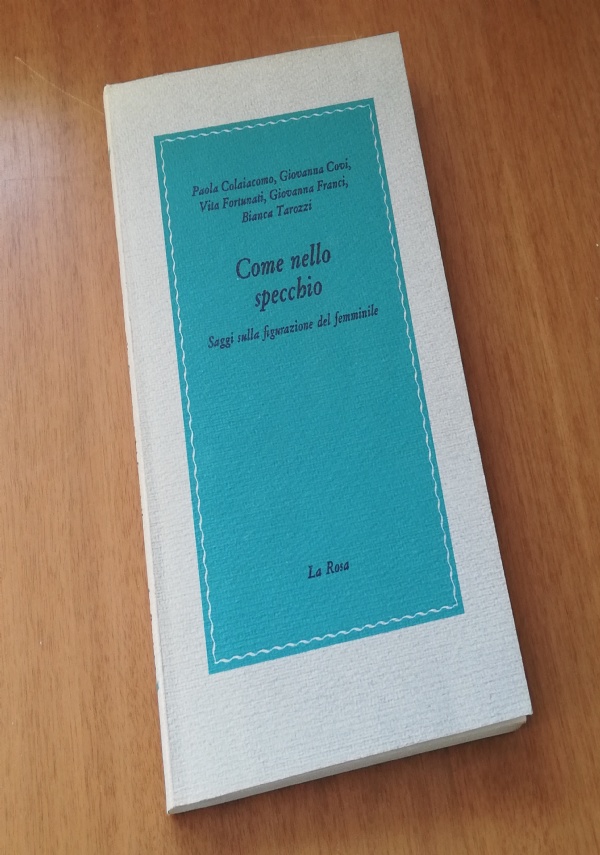 Paola Colaiacomo, Giovanna Covi,
Vita Fortunati, Giovanna Franci,
Bianca Tarozzi
Come nello
specchio
Saggi sulla figurazione del femminile
La Rosa